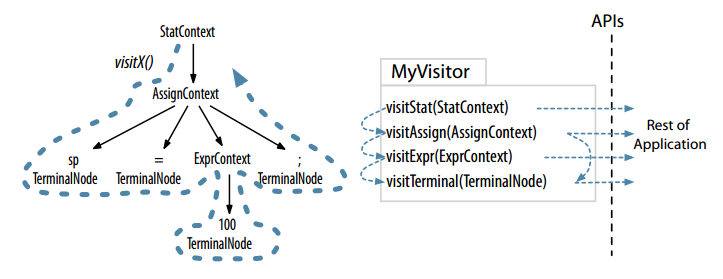 StatContext
visitX()
AssignContext
sp
TerminalNode
=
TerminalNode
ExprContext
;
TerminalNode
100
TerminalNode
APIs
MyVisitor
visitStat(StatContext)
visitAssign(AssignContext)
visitExpr(ExprContext)
visitTerminal(TerminalNode)
Rest of
Application